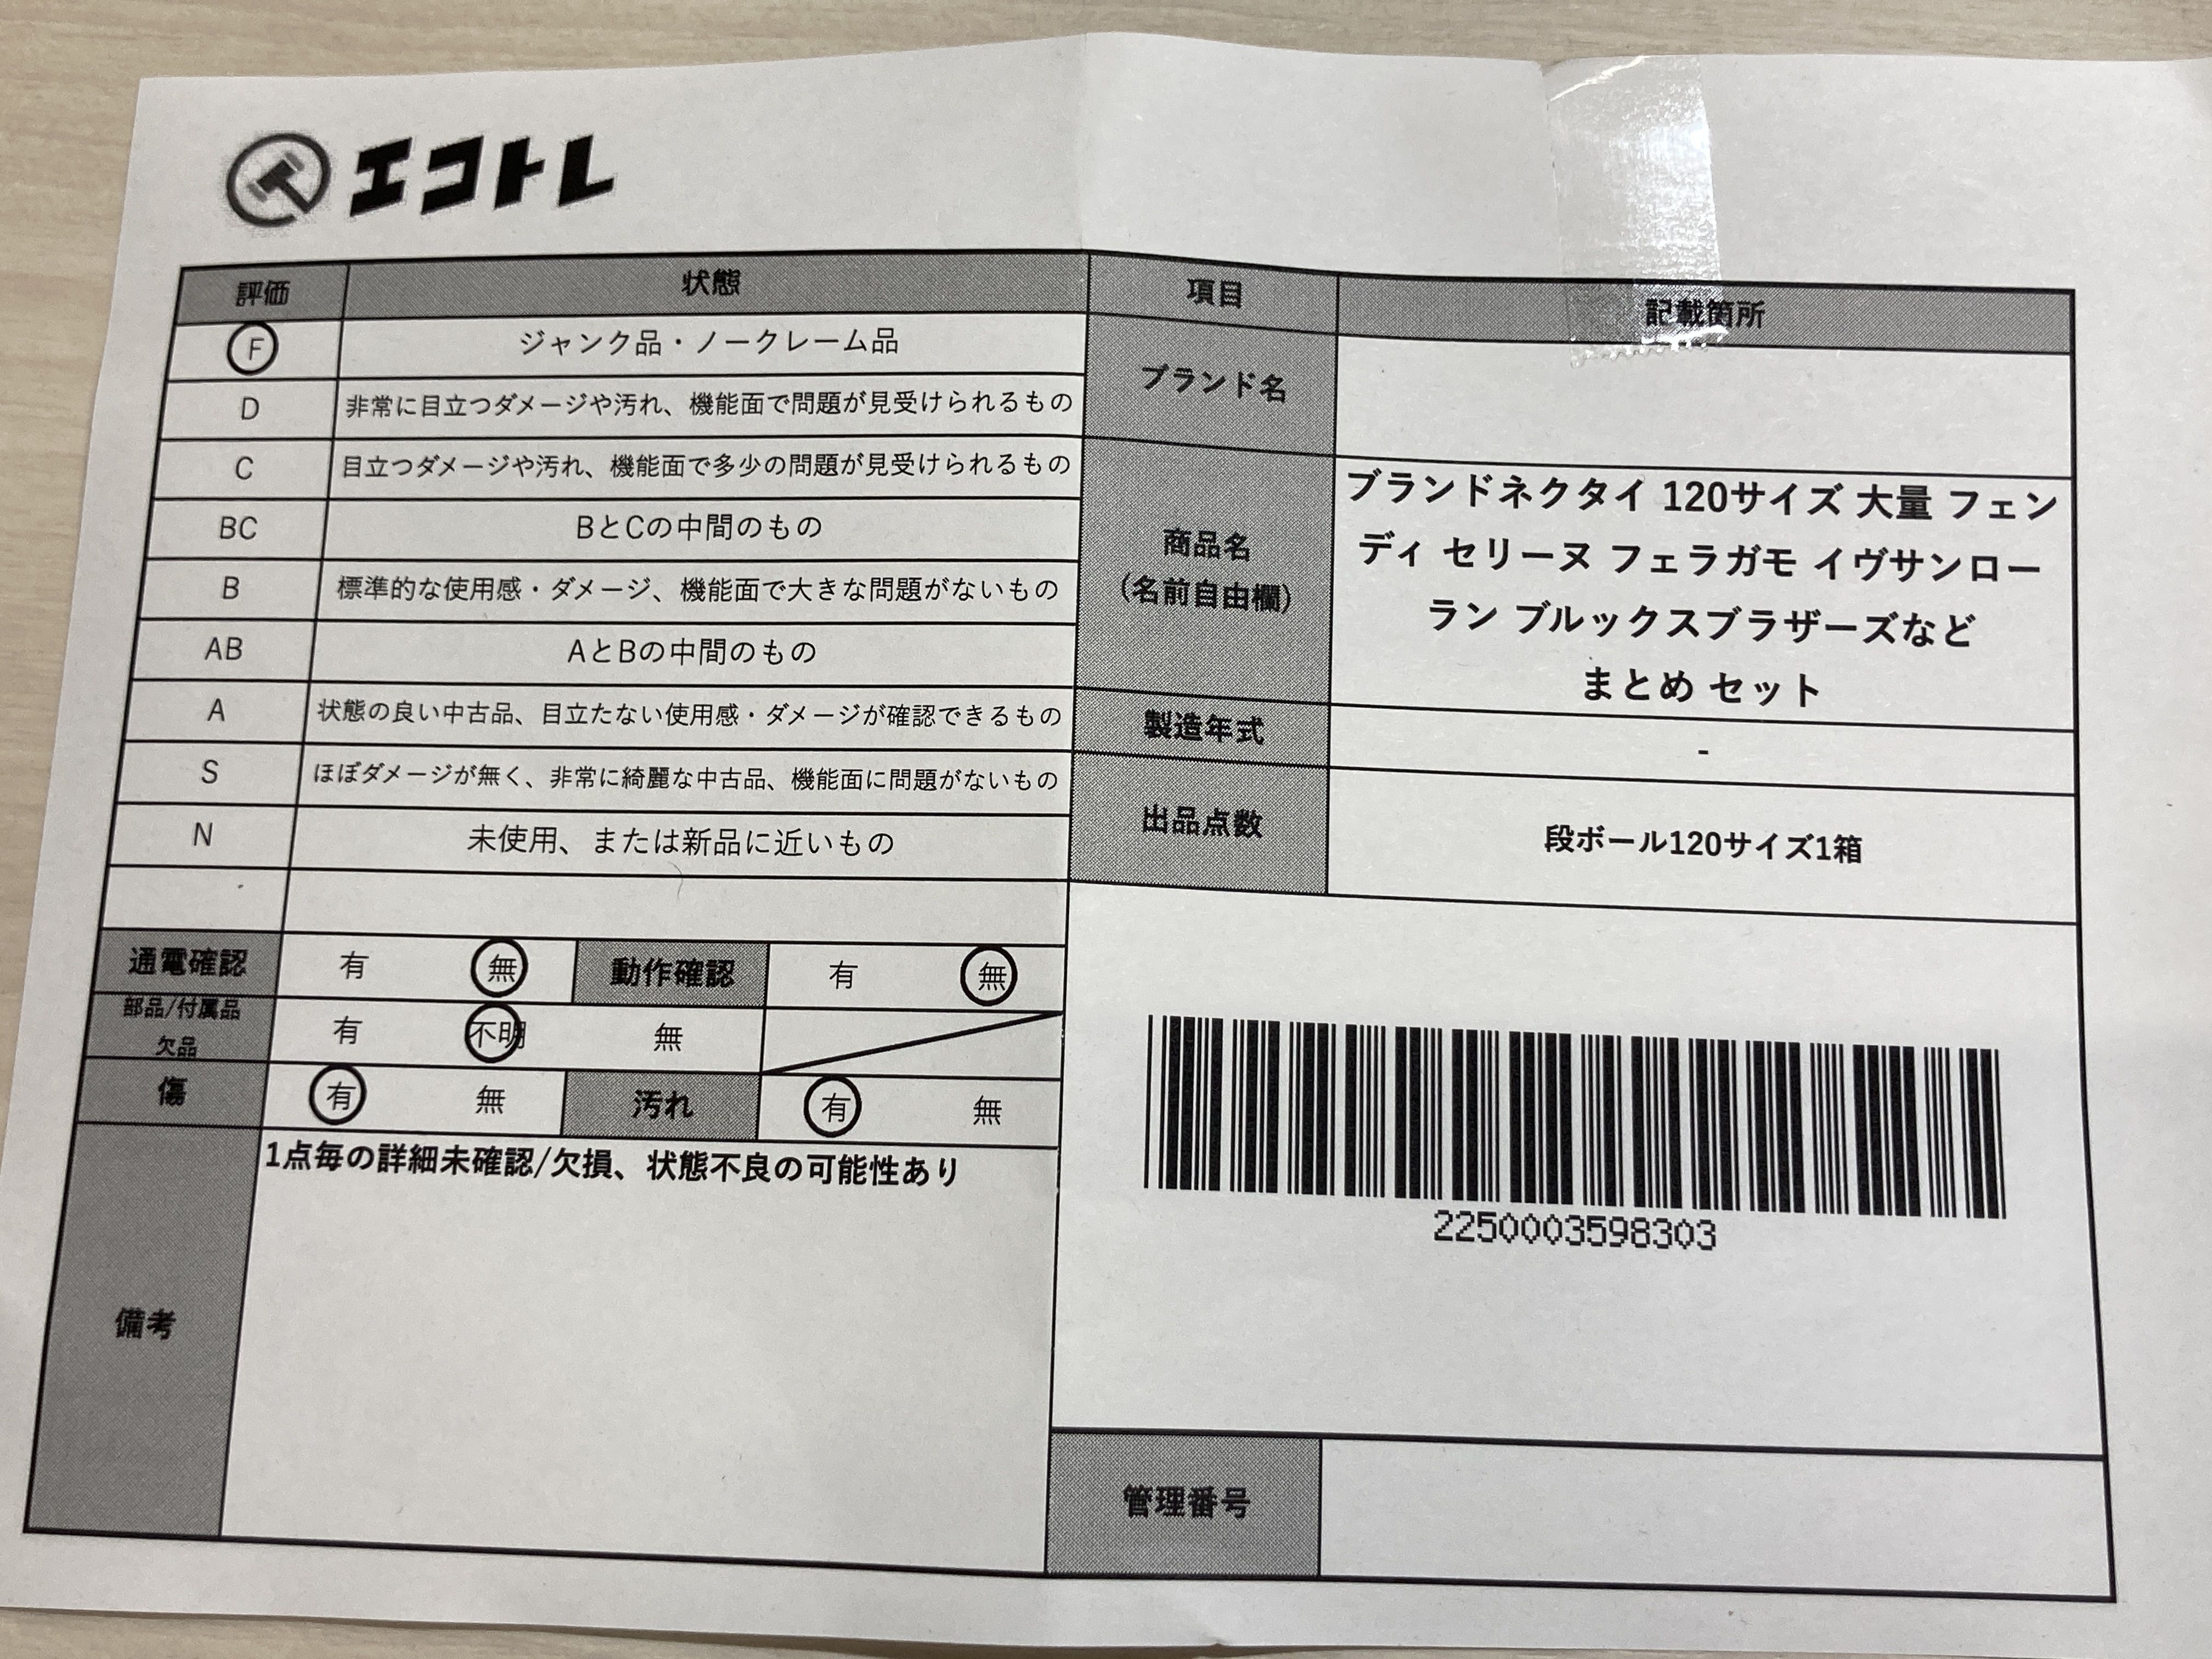 エコトレ
評価 状態
F ジャンク品・ノークレーム品
D 非常に目立つダメージや汚れ、機能面で問題が見受けられるもの
C 目立つダメージや汚れ、機能面で多少の問題が見受けられるもの
BC BとCの中間のもの
B 標準的な使用感・ダメージ、機能面で大きな問題がないもの
AB AとBの中間のもの
A 状態の良い中古品、目立たない使用感・ダメージが確認できるもの
S ほぼダメージが無く、非常に綺麗な中古品、機能面に問題がないもの
N 未使用、または新品に近いもの
通電確認 有 無 動作確認 有 無
部品/付属品
欠品
有 不明 無
傷 有 無 汚れ 有 無
備考
1点毎の詳細未確認/欠損、状態不良の可能性あり
項目 記載箇所
ブランド名
商品名
(名前自由欄)
ブランドネクタイ 120サイズ 大量 フェン
ディ セリーヌ フェラガモ イヴサンロー
ラン ブルックスブラザーズなど
まとめ セット
製造年式 -
出品点数 段ボール120サイズ1箱
2250003598303
管理番号